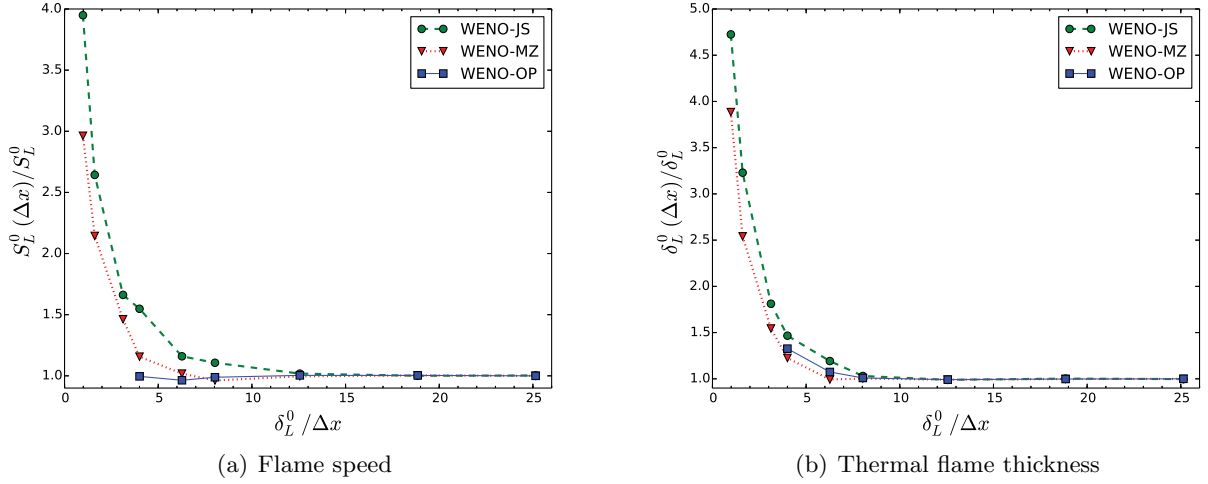 4.0
3.5
3.0
2.5
2.0
1.5
1.0
0 5 10 15 20 25
S_L^0 (Δx)/S_L^0
δ_L^0 /Δx
WENO-JS
WENO-MZ
WENO-OP
(a) Flame speed
5.0
4.5
4.0
3.5
3.0
2.5
2.0
1.5
1.0
0 5 10 15 20 25
δ_L^0 (Δx)/δ_L^0
δ_L^0 /Δx
WENO-JS
WENO-MZ
WENO-OP
(b) Thermal flame thickness